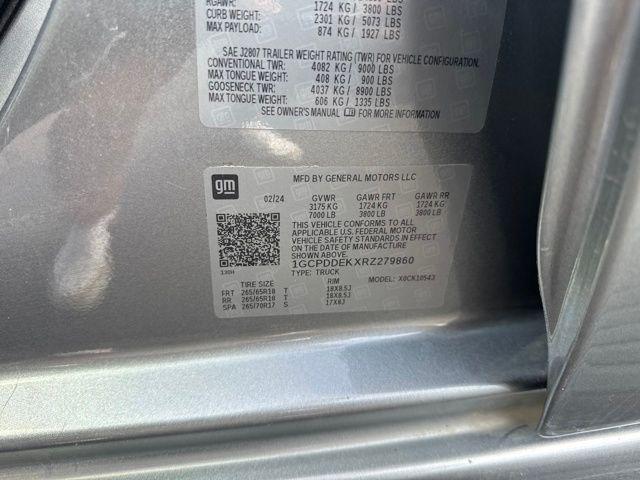 RGAWR: 1724 KG / 3800 LBS
CURB WEIGHT: 2301 KG / 5073 LBS
MAX PAYLOAD: 874 KG / 1927 LBS
SAE J2807 TRAILER WEIGHT RATING (TWR) FOR VEHICLE CONFIGURATION.
CONVENTIONAL TWR: 4082 KG / 9000 LBS
MAX TONGUE WEIGHT: 408 KG / 900 LBS
GOOSENECK TWR: 4037 KG / 8900 LBS
MAX TONGUE WEIGHT: 606 KG / 1335 LBS
SEE OWNER'S MANUAL FOR MORE INFORMATION
gm
MFD BY GENERAL MOTORS LLC
02/24 GVWR GAWR FRT GAWR RR
3175 KG 1724 KG 1724 KG
7000 LB 3800 LB 3800 LB
THIS VEHICLE CONFORMS TO ALL
APPLICABLE U.S. FEDERAL MOTOR
VEHICLE SAFETY STANDARDS IN EFFECT
ON THE DATE OF MANUFACTURE
SHOWN ABOVE.
1GCPDDEKXRZ279860
TYPE: TRUCK MODEL: X0CK10543
TIRE SIZE RIM
FRT 265/65R18 T 18X8.5J
RR 265/65R18 T 18X8.5J
SPA 265/70R17 S 17X8J